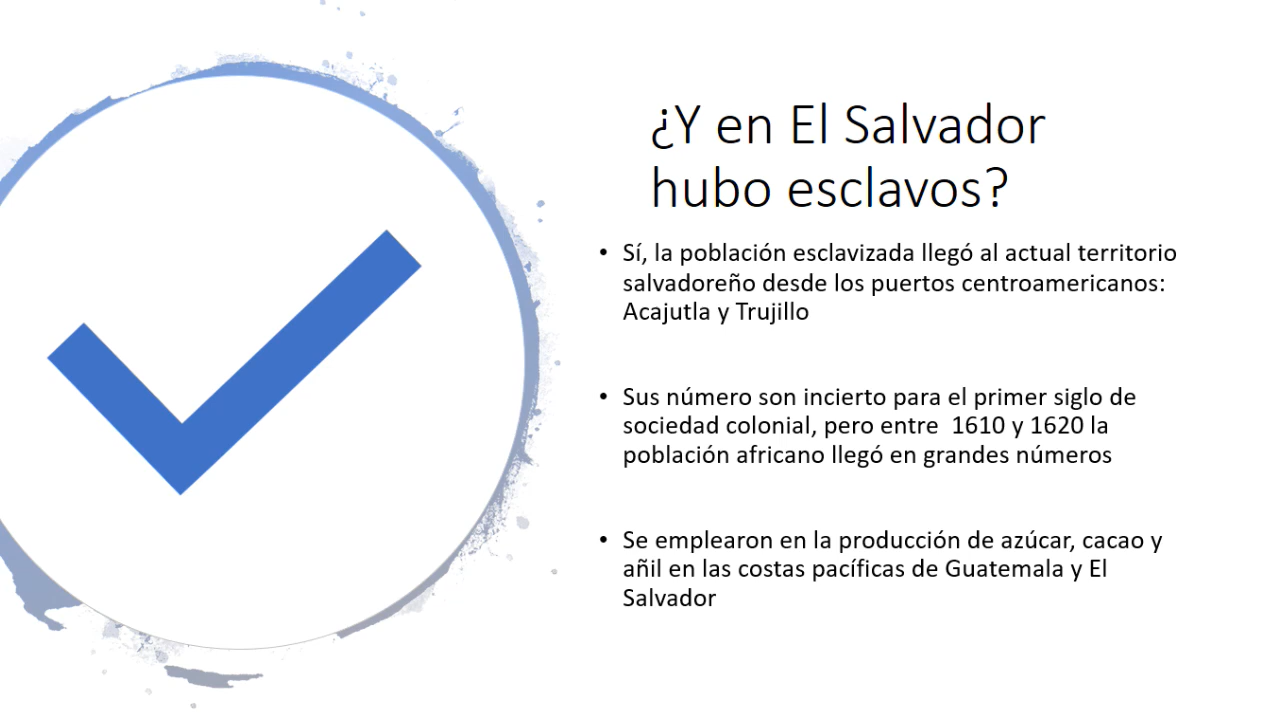 ¿Y en El Salvador
hubo esclavos?
• Sí, la población esclavizada llegó al actual territorio
salvadoreño desde los puertos centroamericanos:
Acajutla y Trujillo
• Sus número son incierto para el primer siglo de
sociedad colonial, pero entre  1610 y 1620 la
población africano llegó en grandes números
• Se emplearon en la producción de azúcar, cacao y
añil en las costas pacíficas de Guatemala y El
Salvador